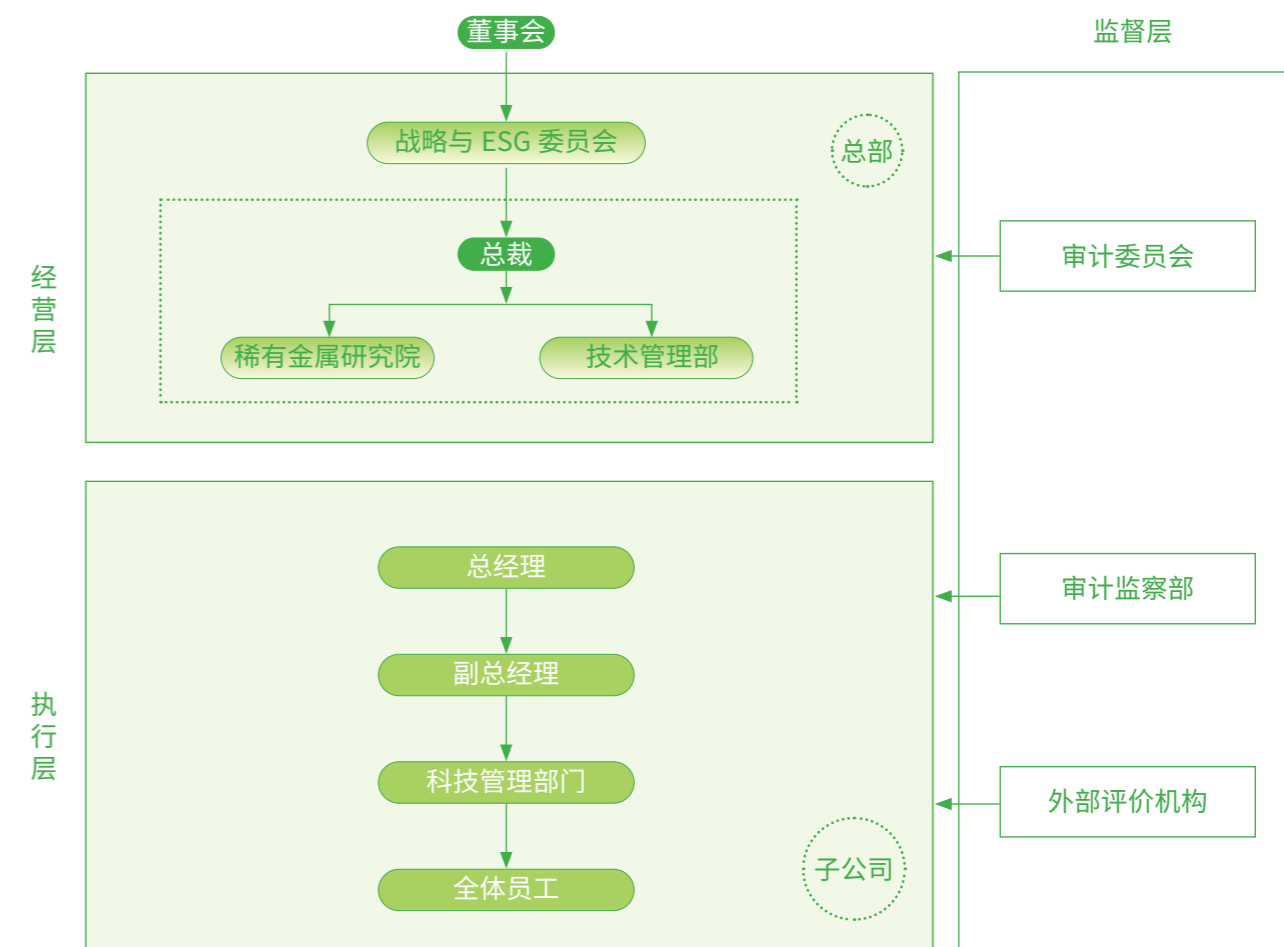 董事会
监督层
战略与 ESG 委员会
总部
总裁
稀有金属研究院
技术管理部
经营层
审计委员会
总经理
审计监察部
副总经理
执行层
科技管理部门
外部评价机构
子公司
全体员工